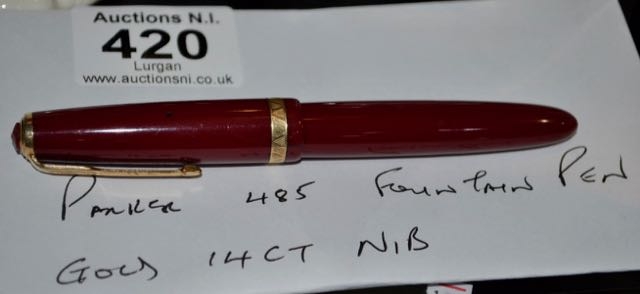 Auctions N.I.
420
Lurgan
www.auctionsni.co.uk
PARKER 485 FOUNTAIN PEN
GOLD 14CT NIB